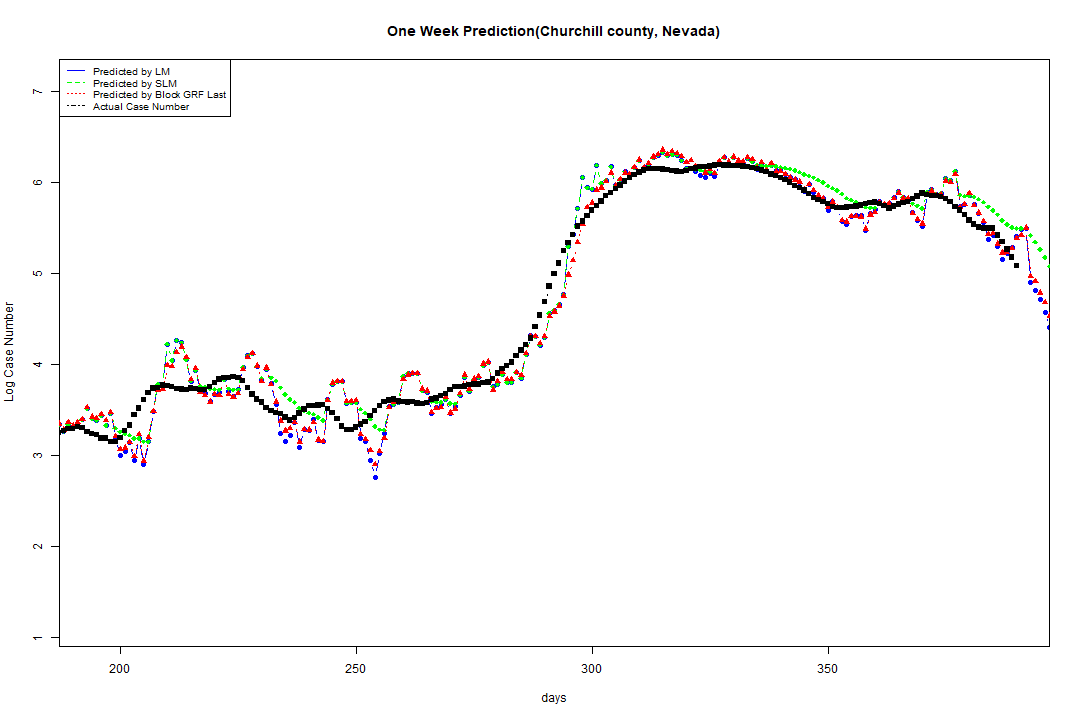 One Week Prediction(Churchill county, Nevada)
Predicted by LM
Predicted by SLM
Predicted by Block GRF Last
Actual Case Number
7
6
5
4
3
2
1
Log Case Number
200
250
300
350
days